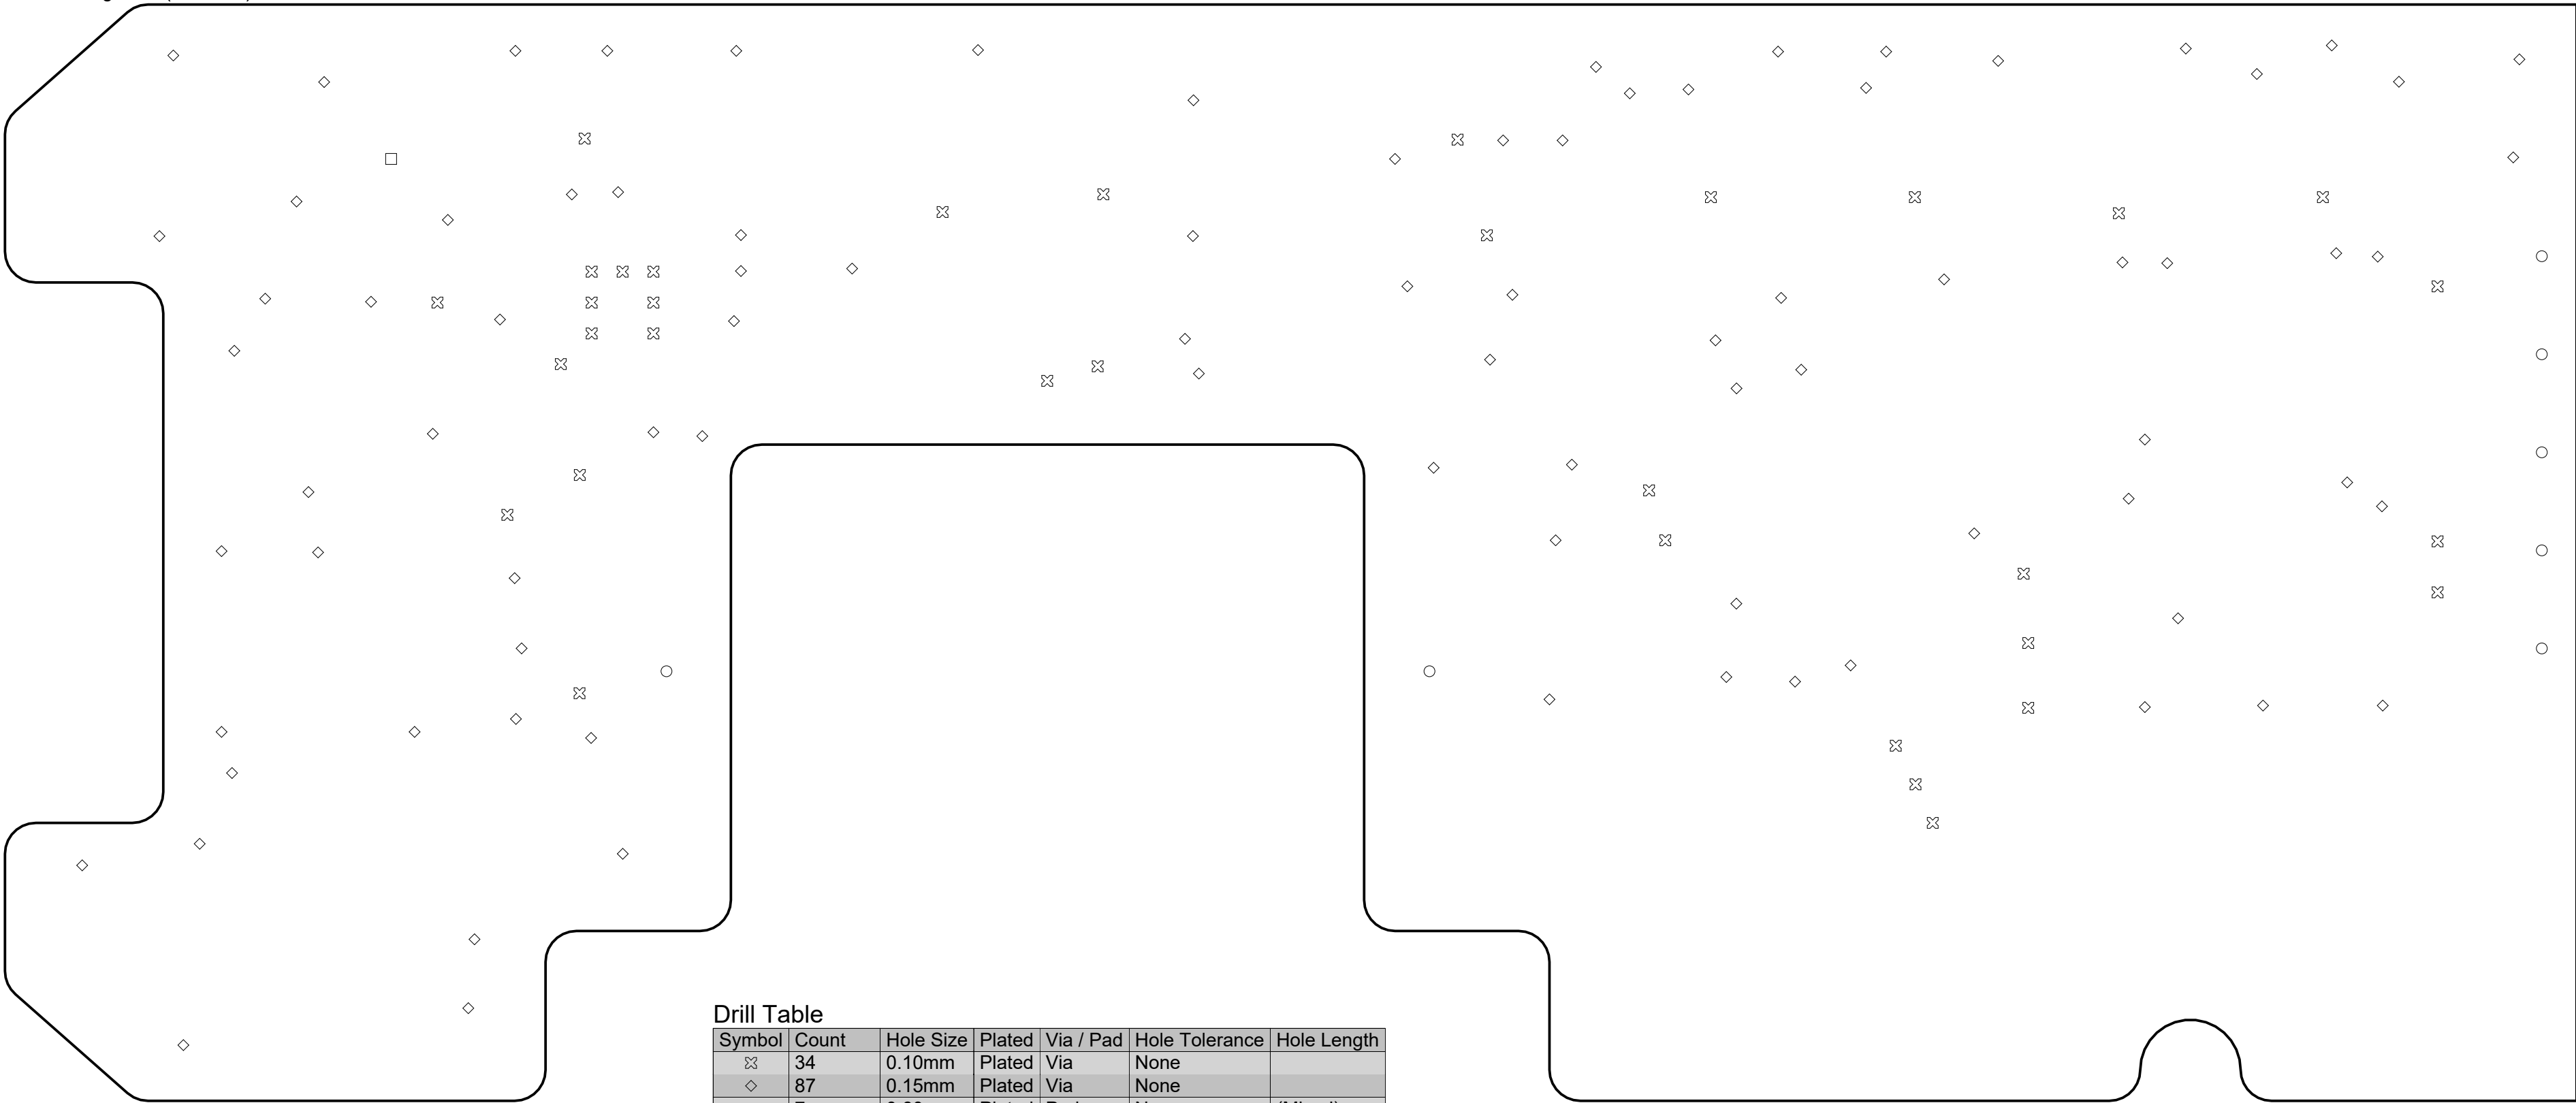 Drill Table
Symbol Count Hole Size Plated Via / Pad Hole Tolerance Hole Length
34 0.10mm Plated Via None
87 0.15mm Plated Via None